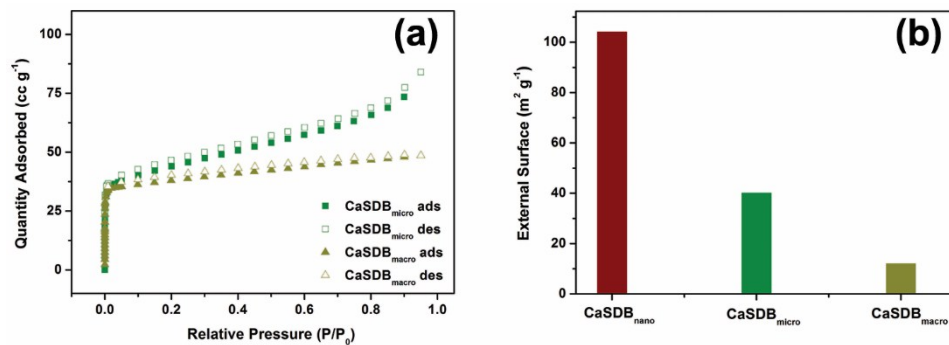 (a)
100
75
50
25
0
Quantity Adsorbed (cc g⁻¹)
CaSDBmicro ads
CaSDBmicro des
CaSDBmacro ads
CaSDBmacro des
0.0 0.2 0.4 0.6 0.8 1.0
Relative Pressure (P/P₀)
(b)
100
80
60
40
20
0
External Surface (m² g⁻¹)
CaSDBnano CaSDBmicro CaSDBmacro